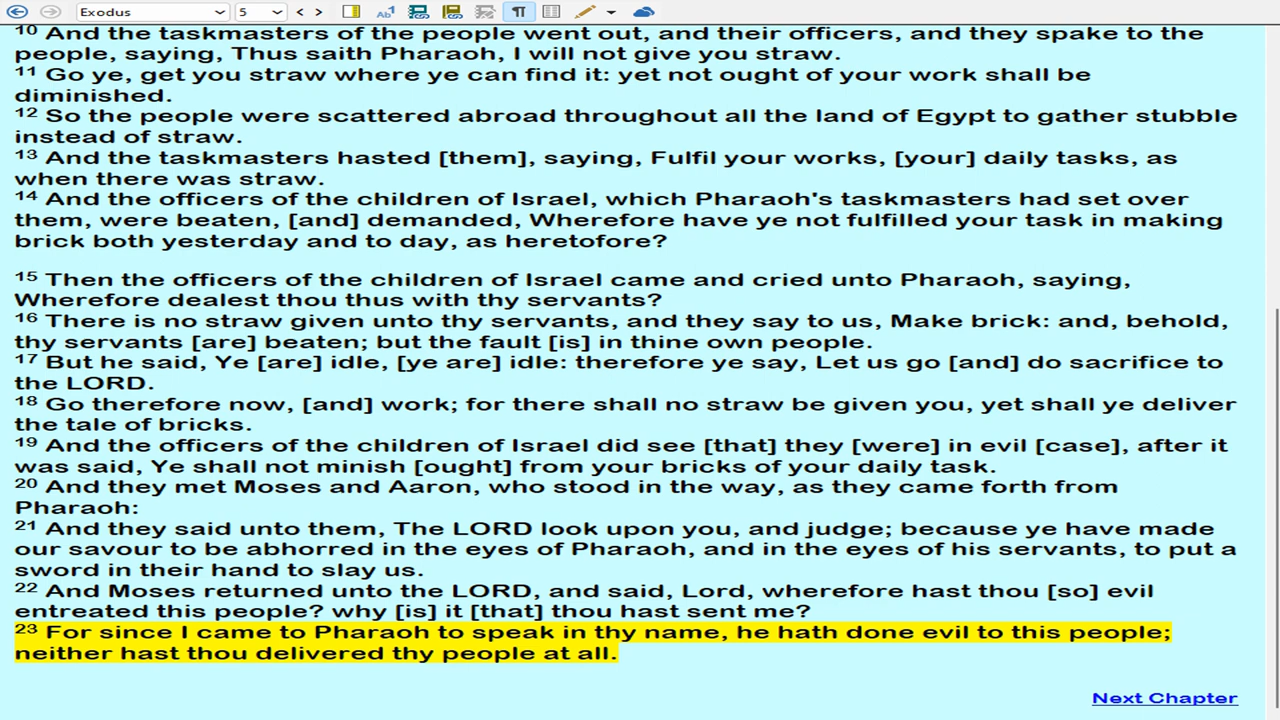 Exodus 5 < >
Ab¹
¶
10 And the taskmasters of the people went out, and their officers, and they spake to the
people, saying, Thus saith Pharaoh, I will not give you straw.
11 Go ye, get you straw where ye can find it: yet not ought of your work shall be
diminished.
12 So the people were scattered abroad throughout all the land of Egypt to gather stubble
instead of straw.
13 And the taskmasters hasted [them], saying, Fulfil your works, [your] daily tasks, as
when there was straw.
14 And the officers of the children of Israel, which Pharaoh's taskmasters had set over
them, were beaten, [and] demanded, Wherefore have ye not fulfilled your task in making
brick both yesterday and to day, as heretofore?
15 Then the officers of the children of Israel came and cried unto Pharaoh, saying,
Wherefore dealest thou thus with thy servants?
16 There is no straw given unto thy servants, and they say to us, Make brick: and, behold,
thy servants [are] beaten; but the fault [is] in thine own people.
17 But he said, Ye [are] idle, [ye are] idle: therefore ye say, Let us go [and] do sacrifice to
the LORD.
18 Go therefore now, [and] work; for there shall no straw be given you, yet shall ye deliver
the tale of bricks.
19 And the officers of the children of Israel did see [that] they [were] in evil [case], after it
was said, Ye shall not minish [ought] from your bricks of your daily task.
20 And they met Moses and Aaron, who stood in the way, as they came forth from
Pharaoh:
21 And they said unto them, The LORD look upon you, and judge; because ye have made
our savour to be abhorred in the eyes of Pharaoh, and in the eyes of his servants, to put a
sword in their hand to slay us.
22 And Moses returned unto the LORD, and said, Lord, wherefore hast thou [so] evil
entreated this people? why [is] it [that] thou hast sent me?
23 For since I came to Pharaoh to speak in thy name, he hath done evil to this people;
neither hast thou delivered thy people at all.
Next Chapter